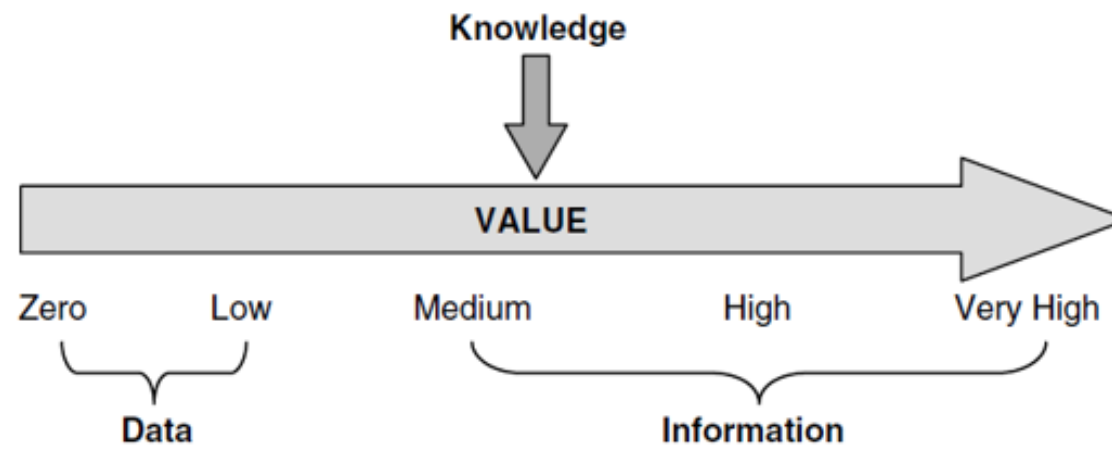 Knowledge
VALUE
Zero Low Medium High Very High
Data Information